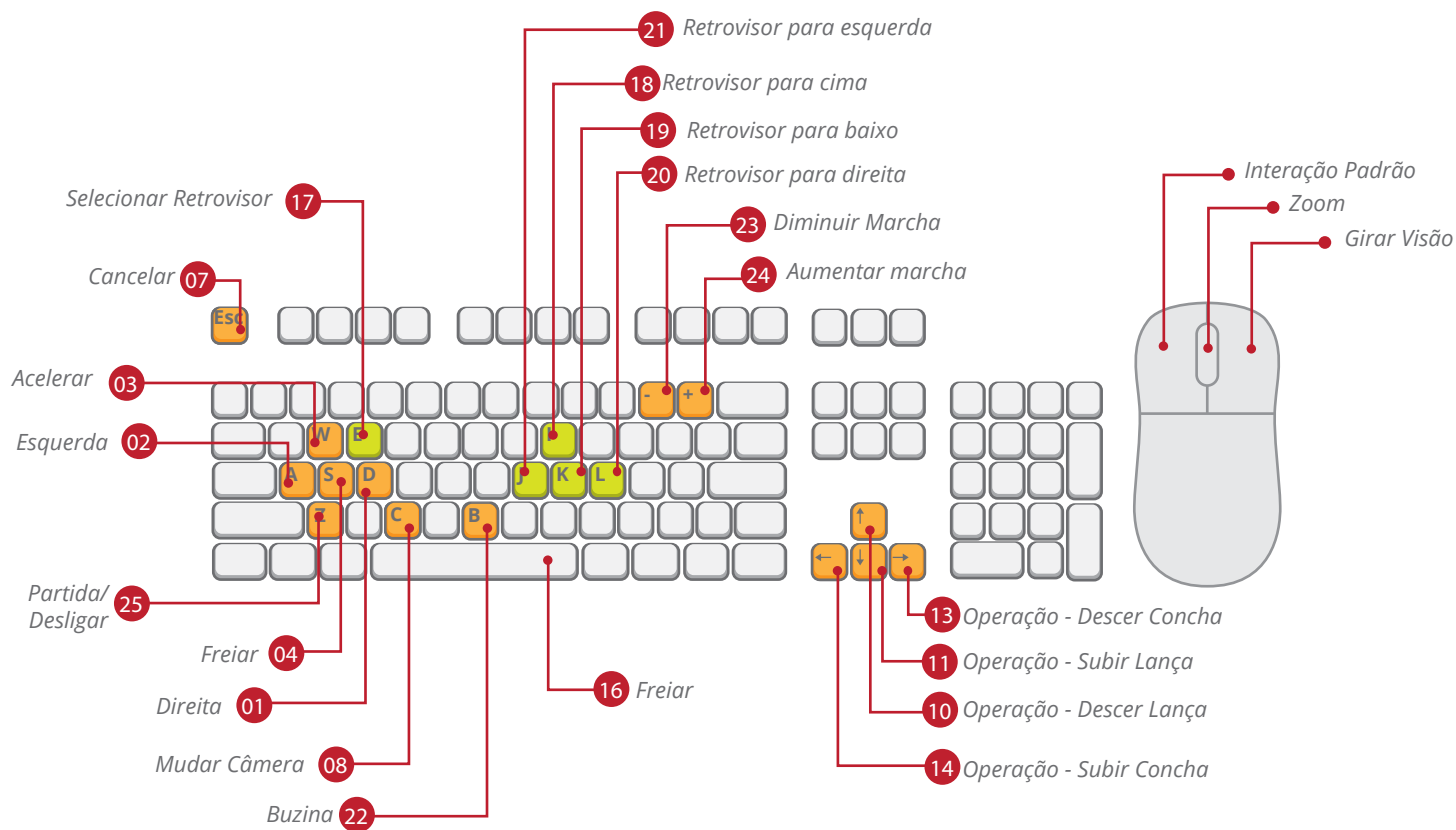 21 Retrovisor para esquerda
18 Retrovisor para cima
19 Retrovisor para baixo
20 Retrovisor para direita
Selecionar Retrovisor 17
23 Diminuir Marcha
24 Aumentar marcha
Cancelar 07
Interação Padrão
Zoom
Girar Visão
Esc
Acelerar 03
- +
Esquerda 02
W E I
A S D J K L
Z C B
↑
← ↓ →
Partida/
Desligar 25
Freiar 04
Direita 01
Mudar Câmera 08
Buzina 22
16 Freiar
13 Operação - Descer Concha
11 Operação - Subir Lança
10 Operação - Descer Lança
14 Operação - Subir Concha